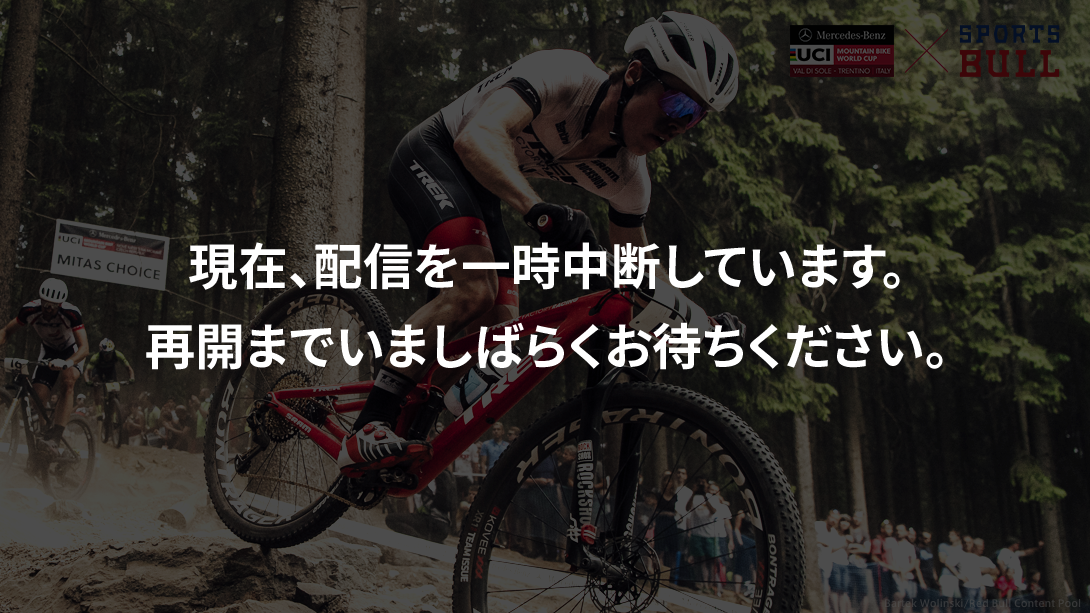 Mercedes-Benz
UCI MOUNTAIN BIKE WORLD CUP
VAL DI SOLE - TRENTINO - ITALY
SPORTS
BULL
現在、配信を一時中断しています。
再開までいましばらくお待ちください。
TREK
UCI
MITAS CHOICE
TREK
BONTRAGER
ROCKSHOX
XR1
TEAM ISSUE
KOVEE
BONTRAGER
Bartek Wolinski/Red Bull Content Pool